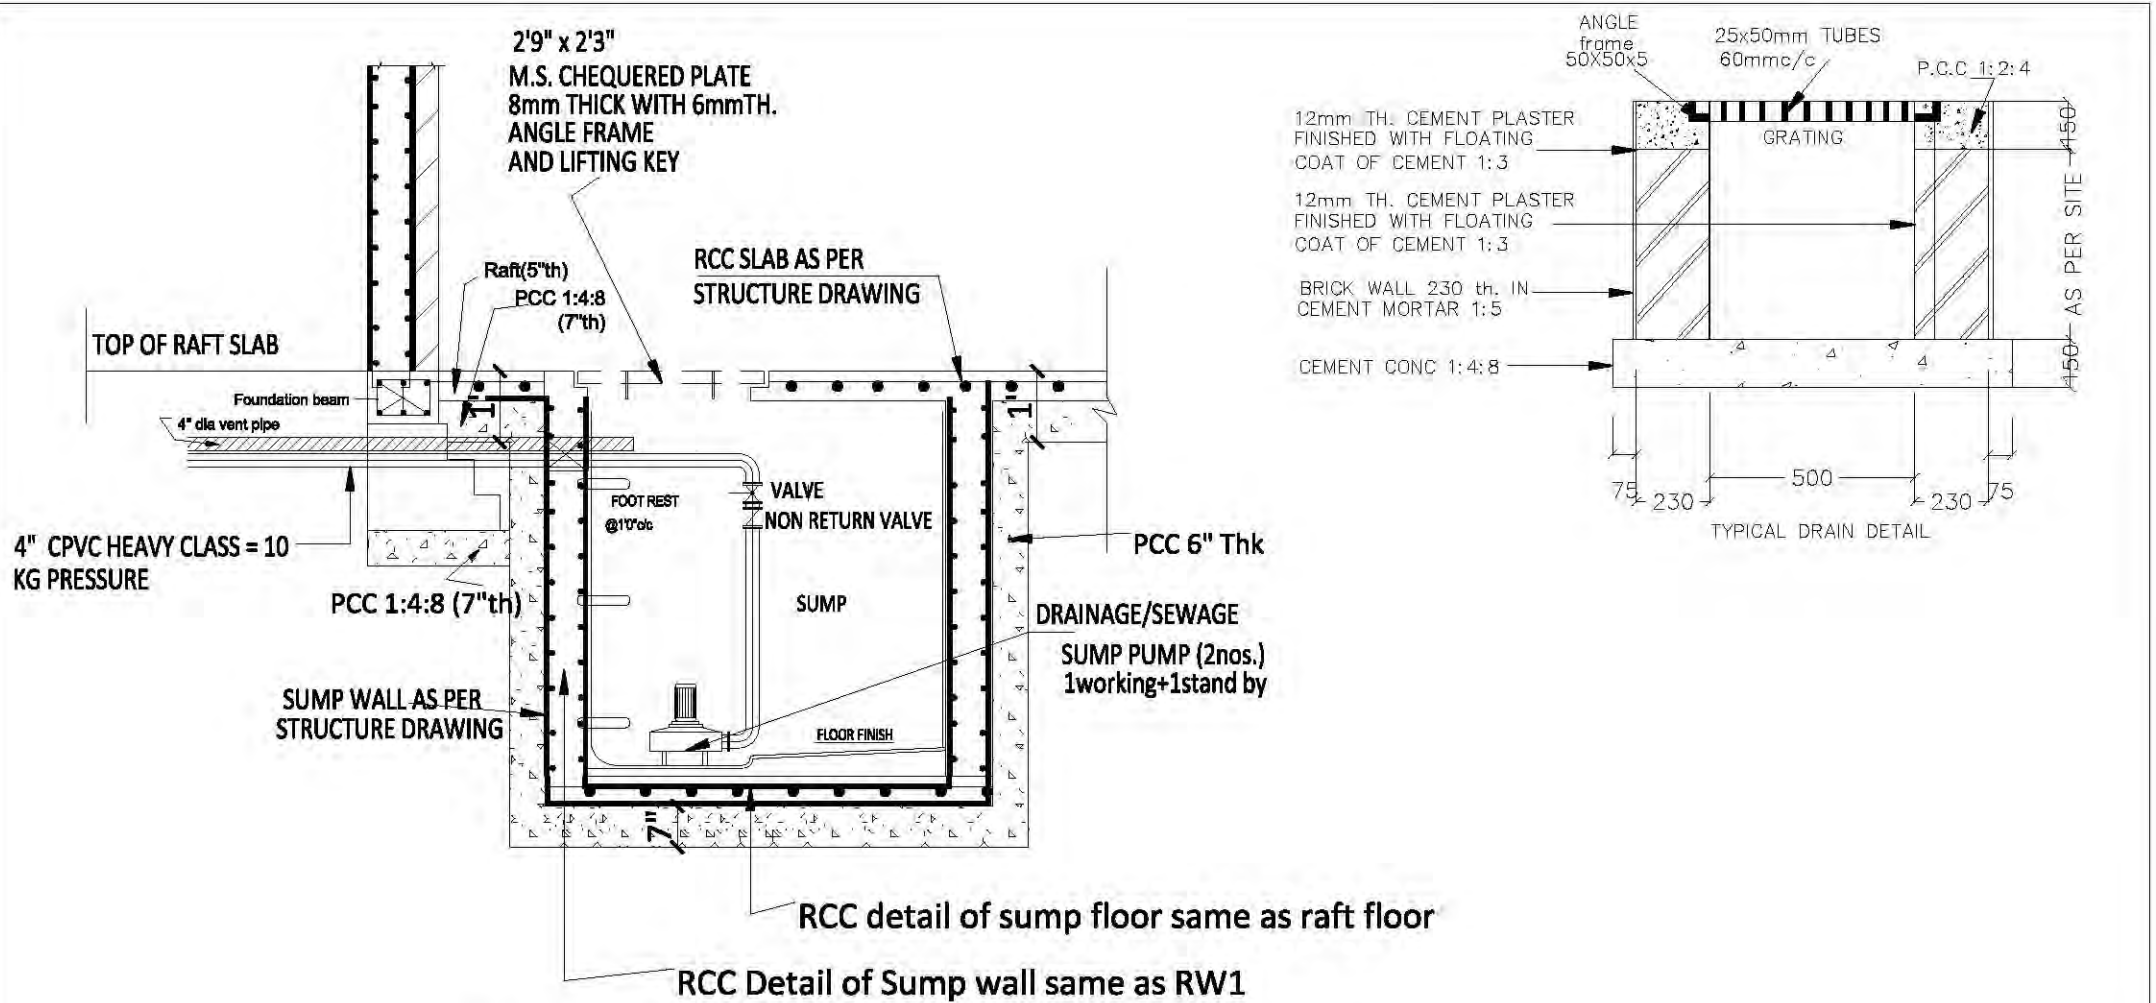 2'9" x 2'3"
M.S. CHEQUERED PLATE
8mm THICK WITH 6mmTH.
ANGLE FRAME
AND LIFTING KEY
Raft(5"th)
PCC 1:4:8
(7"th)
RCC SLAB AS PER
STRUCTURE DRAWING
TOP OF RAFT SLAB
Foundation beam
4" dia vent pipe
1'
1'
FOOT REST
@1'0"c/c
VALVE
NON RETURN VALVE
4" CPVC HEAVY CLASS = 10
KG PRESSURE
PCC 1:4:8 (7"th)
PCC 6" Thk
SUMP
DRAINAGE/SEWAGE
SUMP PUMP (2nos.)
1working+1stand by
SUMP WALL AS PER
STRUCTURE DRAWING
FLOOR FINISH
7"
RCC detail of sump floor same as raft floor
RCC Detail of Sump wall same as RW1
ANGLE
frame
50X50x5
25x50mm TUBES
60mmc/c
P.C.C 1:2:4
12mm TH. CEMENT PLASTER
FINISHED WITH FLOATING
COAT OF CEMENT 1:3
GRATING
12mm TH. CEMENT PLASTER
FINISHED WITH FLOATING
COAT OF CEMENT 1:3
BRICK WALL 230 th. IN
CEMENT MORTAR 1:5
CEMENT CONC 1:4:8
150
AS PER SITE
150
75
230
500
230
75
TYPICAL DRAIN DETAIL